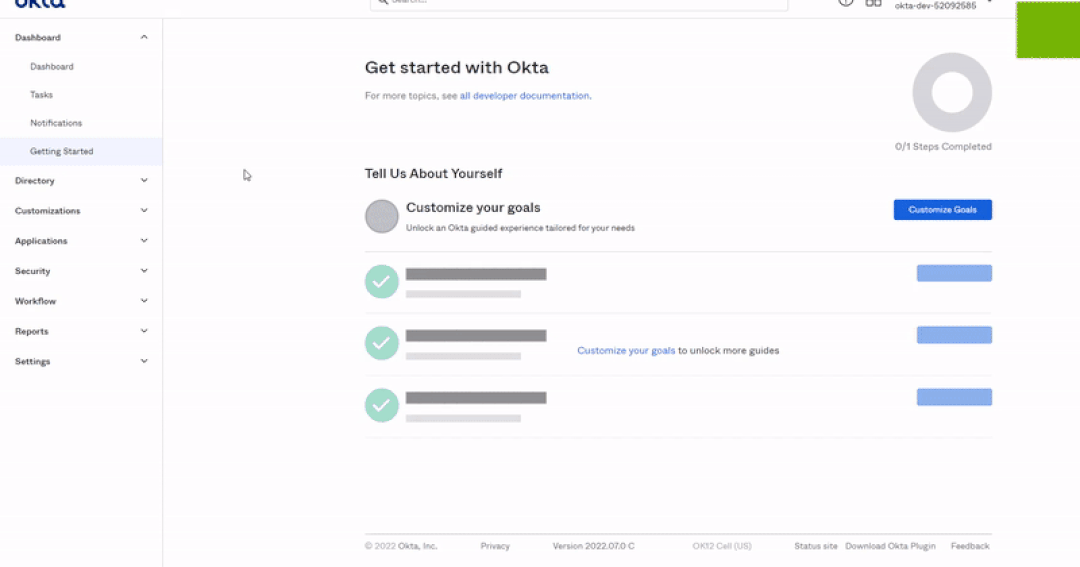 okta
Search...
okta-dev-52092585
Dashboard
Dashboard
Tasks
Notifications
Getting Started
Directory
Customizations
Applications
Security
Workflow
Reports
Settings
Get started with Okta
For more topics, see all developer documentation.
0/1 Steps Completed
Tell Us About Yourself
Customize your goals
Unlock an Okta guided experience tailored for your needs
Customize Goals
Customize your goals to unlock more guides
© 2022 Okta, Inc.
Privacy
Version 2022.07.0 C
OK12 Cell (US)
Status site
Download Okta Plugin
Feedback